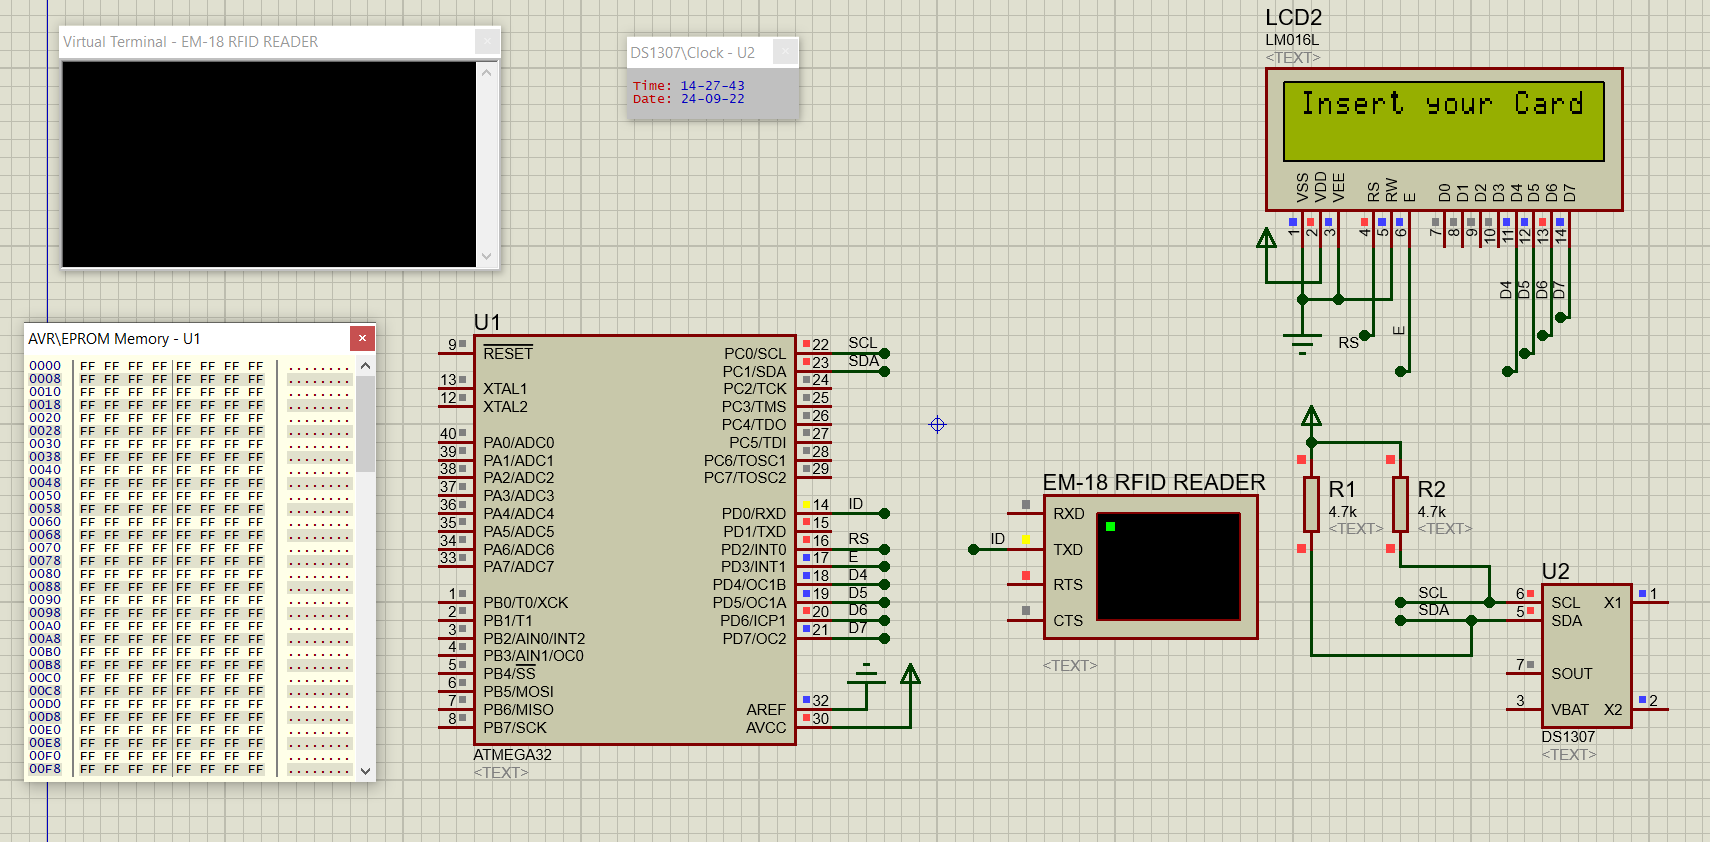 Virtual Terminal - EM-18 RFID READER
DS1307\Clock - U2
Time: 14-27-43
Date: 24-09-22
LCD2
LM016L
<TEXT>
Insert your Card
VSS
VDD
VEE
RS
RW
E
D0
D1
D2
D3
D4
D5
D6
D7
1
2
3
4
5
6
7
8
9
10
11
12
13
14
RS
E
D4
D5
D6
D7
AVR\EPROM Memory - U1
0000 FF FF FF FF FF FF FF FF ........
0008 FF FF FF FF FF FF FF FF ........
0010 FF FF FF FF FF FF FF FF ........
0018 FF FF FF FF FF FF FF FF ........
0020 FF FF FF FF FF FF FF FF ........
0028 FF FF FF FF FF FF FF FF ........
0030 FF FF FF FF FF FF FF FF ........
0038 FF FF FF FF FF FF FF FF ........
0040 FF FF FF FF FF FF FF FF ........
0048 FF FF FF FF FF FF FF FF ........
0050 FF FF FF FF FF FF FF FF ........
0058 FF FF FF FF FF FF FF FF ........
0060 FF FF FF FF FF FF FF FF ........
0068 FF FF FF FF FF FF FF FF ........
0070 FF FF FF FF FF FF FF FF ........
0078 FF FF FF FF FF FF FF FF ........
0080 FF FF FF FF FF FF FF FF ........
0088 FF FF FF FF FF FF FF FF ........
0090 FF FF FF FF FF FF FF FF ........
0098 FF FF FF FF FF FF FF FF ........
00A0 FF FF FF FF FF FF FF FF ........
00A8 FF FF FF FF FF FF FF FF ........
00B0 FF FF FF FF FF FF FF FF ........
00B8 FF FF FF FF FF FF FF FF ........
00C0 FF FF FF FF FF FF FF FF ........
00C8 FF FF FF FF FF FF FF FF ........
00D0 FF FF FF FF FF FF FF FF ........
00D8 FF FF FF FF FF FF FF FF ........
00E0 FF FF FF FF FF FF FF FF ........
00E8 FF FF FF FF FF FF FF FF ........
00F0 FF FF FF FF FF FF FF FF ........
00F8 FF FF FF FF FF FF FF FF ........
U1
9 RESET
13 XTAL1
12 XTAL2
40 PA0/ADC0
39 PA1/ADC1
38 PA2/ADC2
37 PA3/ADC3
36 PA4/ADC4
35 PA5/ADC5
34 PA6/ADC6
33 PA7/ADC7
1 PB0/T0/XCK
2 PB1/T1
3 PB2/AIN0/INT2
4 PB3/AIN1/OC0
5 PB4/SS
6 PB5/MOSI
7 PB6/MISO
8 PB7/SCK
PC0/SCL 22 SCL
PC1/SDA 23 SDA
PC2/TCK 24
PC3/TMS 25
PC4/TDO 26
PC5/TDI 27
PC6/TOSC1 28
PC7/TOSC2 29
PD0/RXD 14 ID
PD1/TXD 15
PD2/INT0 16 RS
PD3/INT1 17 E
PD4/OC1B 18 D4
PD5/OC1A 19 D5
PD6/ICP1 20 D6
PD7/OC2 21 D7
AREF 32
AVCC 30
ATMEGA32
<TEXT>
EM-18 RFID READER
RXD
ID TXD
RTS
CTS
<TEXT>
R1
4.7k
<TEXT>
R2
4.7k
<TEXT>
U2
SCL 6 SCL X1 1
SDA 5 SDA
7 SOUT
3 VBAT X2 2
DS1307
<TEXT>